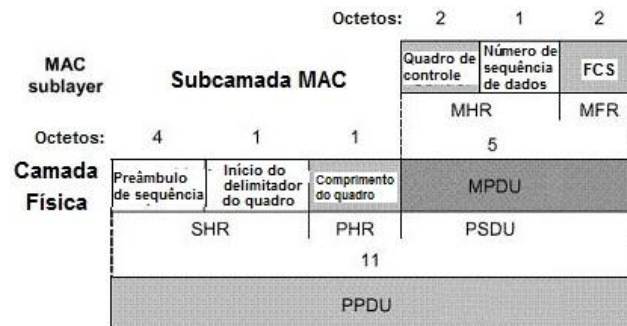 Octetos: 2 1 2
MAC sublayer
Subcamada MAC
Quadro de controle
Número de sequência de dados
FCS
MHR MFR
Octetos: 4 1 1 5
Camada Física
Preâmbulo de sequência
Início do delimitador do quadro
Comprimento do quadro
MPDU
SHR PHR PSDU
11
PPDU